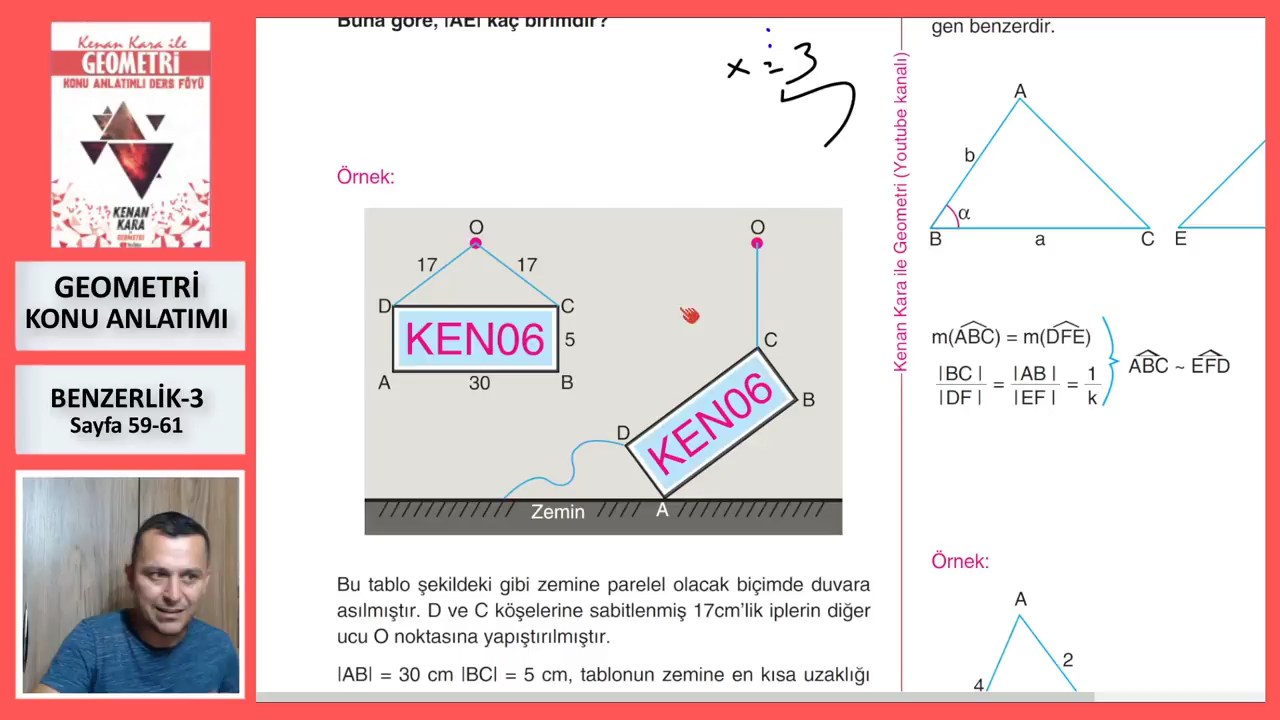 Kenan Kara ile
GEOMETRİ
KONU ANLATIMLI DERS FÖYÜ
KENAN
KARA
GEOMETRİ
KONU ANLATIMI
BENZERLİK-3
Sayfa 59-61
Buna göre, |AE| kaç birimdir?
x = 3
Örnek:
O
17
17
D
C
KEN06
5
A
30
B
O
C
B
D
KEN06
Zemin
A
Bu tablo şekildeki gibi zemine parelel olacak biçimde duvara
asılmıştır. D ve C köşelerine sabitlenmiş 17cm'lik iplerin diğer
ucu O noktasına yapıştırılmıştır.
|AB| = 30 cm |BC| = 5 cm, tablonun zemine en kısa uzaklığı
Kenan Kara ile Geometri (Youtube kanalı)
gen benzerdir.
A
b
α
B
a
C
E
m(ABC) = m(DFE)
|BC| / |DF| = |AB| / |EF| = 1 / k
ABC ~ EFD
Örnek:
A
2
4